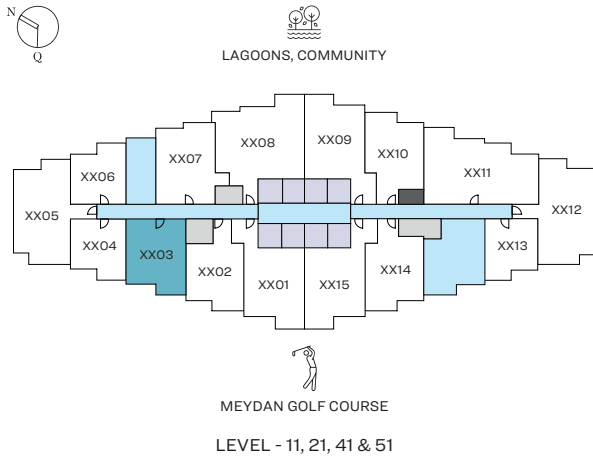 N
Q
LAGOONS, COMMUNITY
XX08
XX09
XX07
XX10
XX06
XX11
XX05
XX12
XX04
XX03
XX02
XX01
XX15
XX14
XX13
MEYDAN GOLF COURSE
LEVEL - 11, 21, 41 & 51